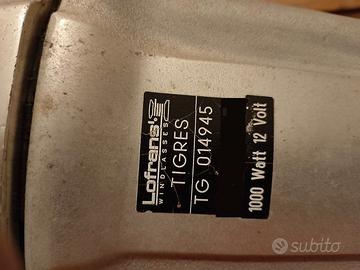 Lofrans'
WINDLASSES
TIGRES
TG 014945
1000 Watt 12 Volt
subito